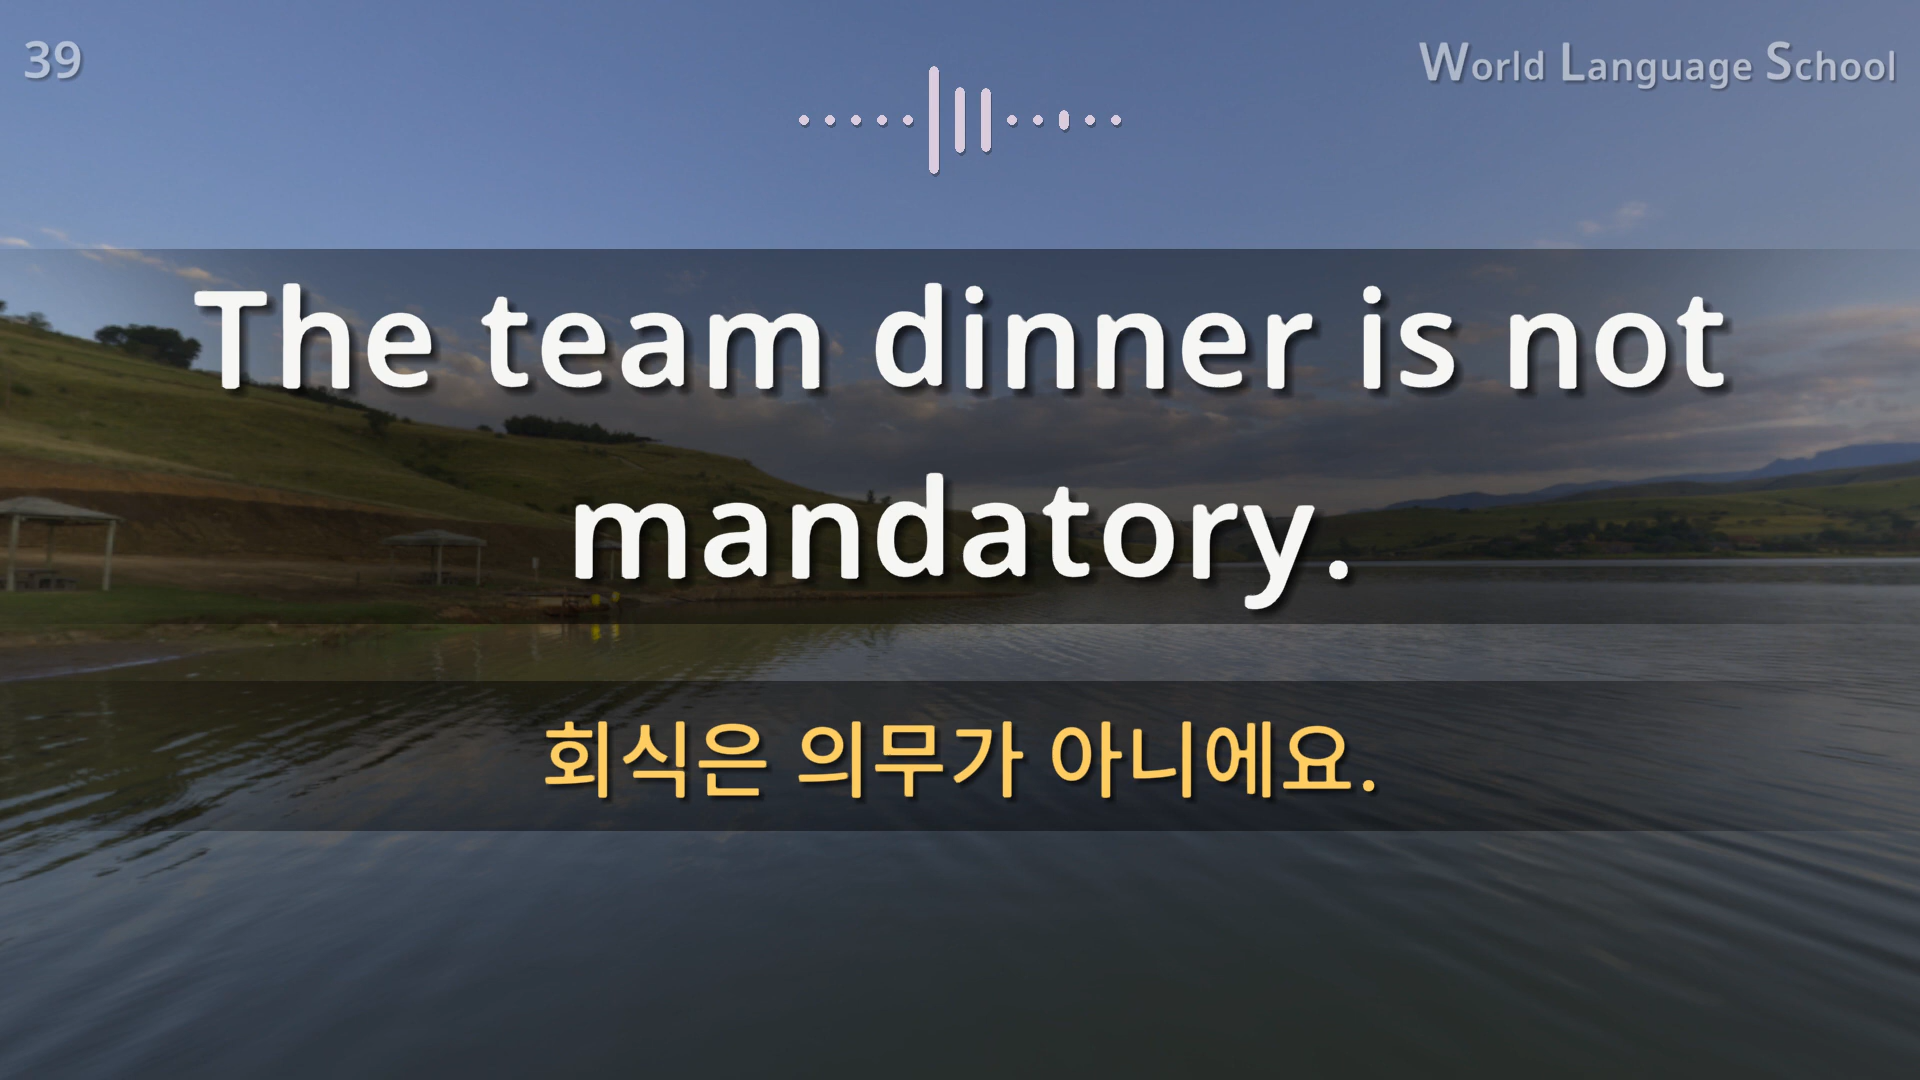 39
World Language School
The team dinner is not
mandatory.
회식은 의무가 아니에요.